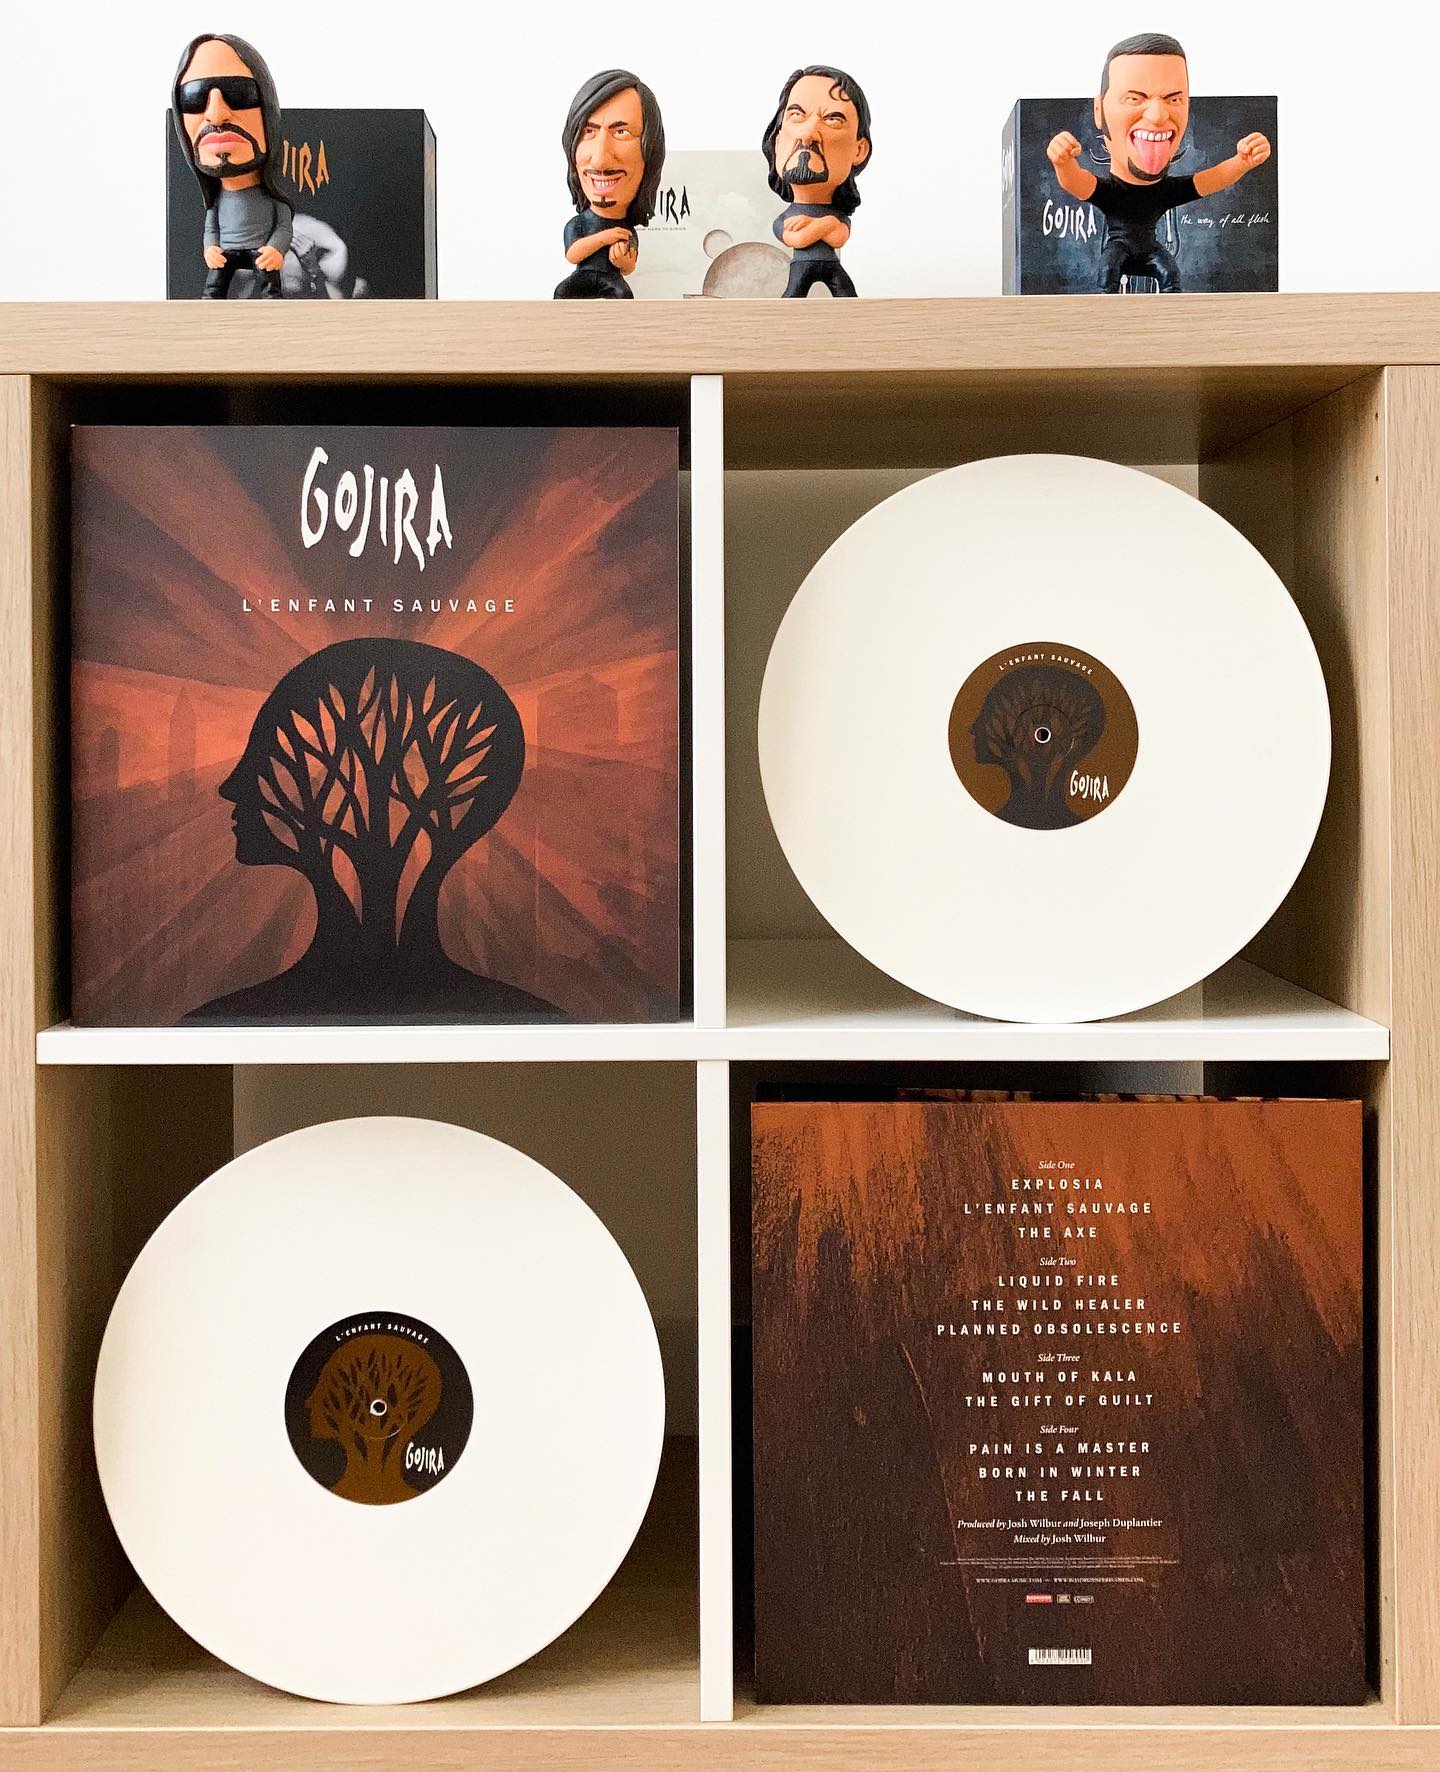 GOJIRA
the way of all flesh
GOJIRA
L'ENFANT SAUVAGE
L'ENFANT SAUVAGE
GOJIRA
L'ENFANT SAUVAGE
GOJIRA
Side One
EXPLOSIA
L'ENFANT SAUVAGE
THE AXE
Side Two
LIQUID FIRE
THE WILD HEALER
PLANNED OBSOLESCENCE
Side Three
MOUTH OF KALA
THE GIFT OF GUILT
Side Four
PAIN IS A MASTER
BORN IN WINTER
THE FALL
Produced by Josh Wilbur and Joseph Duplantier
Mixed by Josh Wilbur